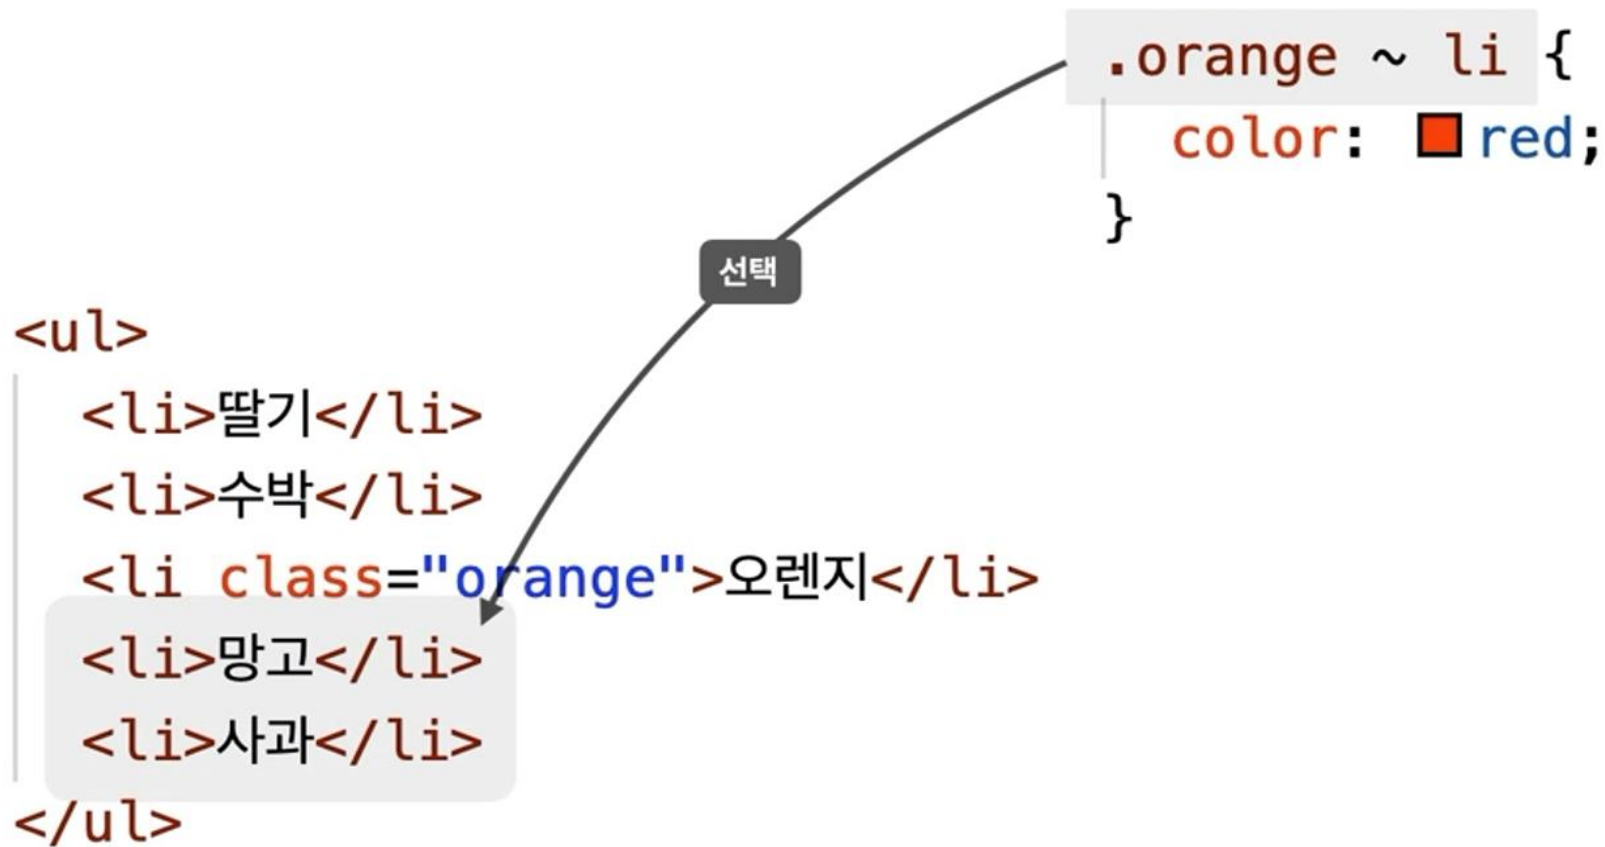 .orange ~ li {
color: red;
}
선택
<ul>
<li>딸기</li>
<li>수박</li>
<li class="orange">오렌지</li>
<li>망고</li>
<li>사과</li>
</ul>